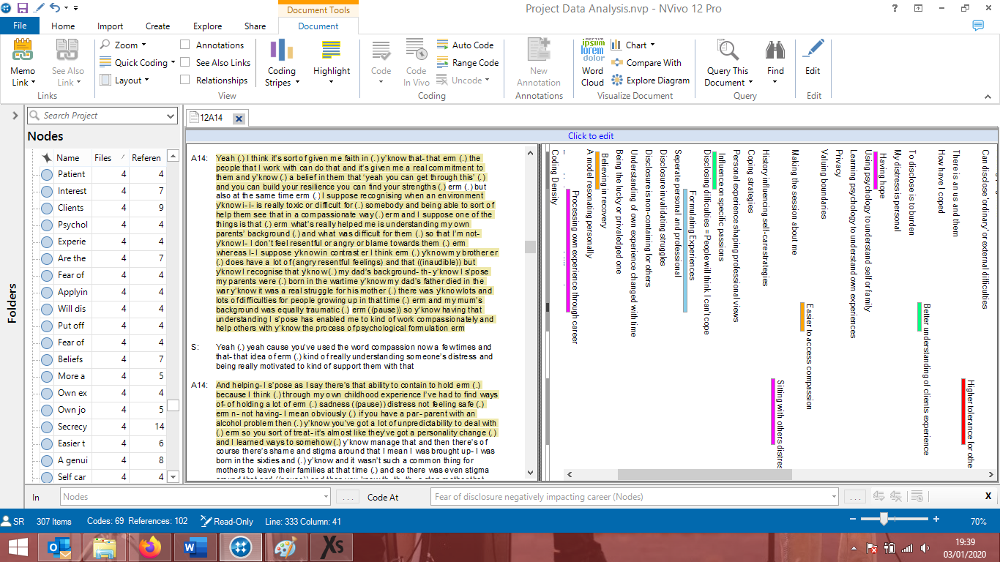 Document Tools
Project Data Analysis.nvp - NVivo 12 Pro
File Home Import Create Explore Share Document
Memo Link
See Also Link
Links
Zoom
Quick Coding
Layout
Annotations
See Also Links
Relationships
View
Coding Stripes
Highlight
Code
Code In Vivo
Auto Code
Range Code
Uncode
Coding
New Annotation
Annotations
Word Cloud
Chart
Compare With
Explore Diagram
Visualize Document
Query This Document
Find
Query
Edit
Edit
Folders
Search Project
Nodes
Name Files Referen
Patient 4 4
Interest 4 7
Clients 4 9
Psychol 4 4
Experie 4 4
Are the 4 7
Fear of 4 4
Applyin 4 4
Will dis 4 4
Put off 4 4
Fear of 4 4
Beliefs 4 7
More a 4 5
Own ex 4 4
Own jo 4 5
Secrecy 4 14
Easier t 4 6
A genui 4 8
Self car 4 4
12A14
Click to edit
A14: Yeah (.) I think it's sort of given me faith in (.) y'know that- that erm (.) the
people that I work with can do that and it's given me a real commitment to
them and y'know (.) a belief in them that 'yeah you can get through this' (.)
and you can build your resilience you can find your strengths (.) erm (.) but
also at the same time erm (.) I suppose recognising when an environment
y'know i- i- is really toxic or difficult for (.) somebody and being able to sort of
help them see that in a compassionate way (.) erm and I suppose one of the
things is that (.) erm what's really helped me is understanding my own
parents' background (.) and what was difficult for them (.) so that I'm not-
y'know I- I don't feel resentful or angry or blame towards them (.) erm
whereas I- I suppose y'know in contrast er I think erm (.) y'know my brother er
(.) does have a lot of (angry resentful feelings) and that ((inaudible)) but
y'know I recognise that y'know (.) my dad's background- th- y'know I s'pose
my parents were (.) born in the wartime y'know my dad's father died in the
war y'know it was a real struggle for his mother (.) there was y'know lots and
lots of difficulties for people growing up in that time (.) erm and my mum's
background was equally traumatic (.) erm ((pause)) so y'know having that
understanding I s'pose has enabled me to kind of work compassionately and
help others with y'know the process of psychological formulation erm
S: Yeah (.) yeah cause you've used the word compassion now a few times and
that- that idea of erm (.) kind of really understanding someone's distress and
being really motivated to kind of support them with that
A14: And helping- I s'pose as I say there's that ability to contain to hold erm (.)
because I think (.) through my own childhood experience I've had to find ways
of- of holding a lot of erm (.) sadness ((pause)) distress not feeling safe (.)
erm n- not having- I mean obviously (.) if you have a par- parent with an
alcohol problem then (.) y'know you've got a lot of unpredictability to deal with
(.) erm so you sort of treat- it's almost like they've got a personality change (.)
and I learned ways to somehow (.) y'know manage that and then there's of
course there's shame and stigma around that I mean I was brought up- I was
born in the sixties and (.) y'know and it wasn't such a common thing for
mothers to leave their families at that time (.) and so there was even stigma
Coding Density
Processing own experience through career
A model resonating personally
Believing in recovery
Being the lucky or priviledged one
Understanding of own experience changed with time
Disclosure is non-containing for others
Disclosure invalidating struggles
Seperate personal and professional
Formulating Experiences
Disclosing difficulties = People will think I can't cope
Influence on specific passions
Personal experience shaping professional views
Coping strategies
History influencing self-care strategies
Sitting with others distres
Making the session about me
Easier to access compassion
Valuing boundaries
Privacy
Learning psychology to understand own experiences
Using psychology to understand self or family
Having hope
My distress is personal
To disclose is to burden
Better understanding of clients experience
How have I coped
There is an us and them
Higher tolerance for othe
Can disclose 'ordinary' or external difficulties
In Nodes ... Code At Fear of disclosure negatively impacting career (Nodes) ... X
SR 307 Items Codes: 69 References: 102 Read-Only Line: 333 Column: 41 70%
19:39
03/01/2020